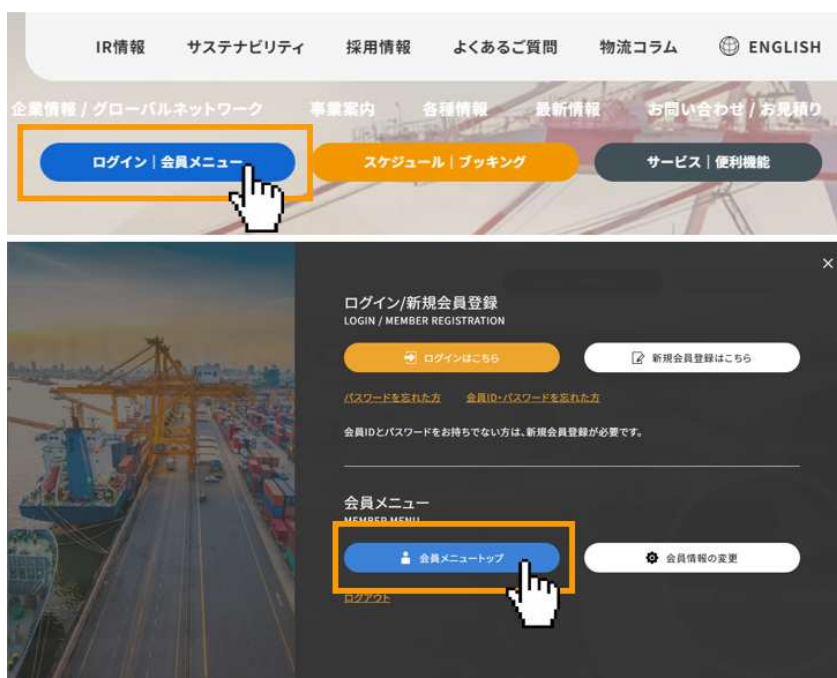 IR情報 サステナビリティ 採用情報 よくあるご質問 物流コラム ENGLISH
企業情報 / グローバルネットワーク 事業案内 各種情報 最新情報 お問い合わせ / お見積り
ログイン | 会員メニュー スケジュール | ブッキング サービス | 便利機能
×
ログイン/新規会員登録
LOGIN / MEMBER REGISTRATION
ログインはこちら 新規会員登録はこちら
パスワードを忘れた方 会員ID・パスワードを忘れた方
会員IDとパスワードをお持ちでない方は、新規会員登録が必要です。
会員メニュー
MEMBER MENU
会員メニュートップ 会員情報の変更
ログアウト